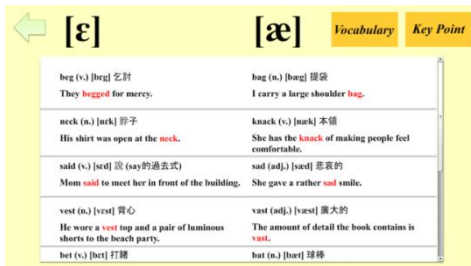 [ɛ] [æ] Vocabulary Key Point
beg (v.) [bɛg] 乞討 bag (n.) [bæg] 提袋
They begged for mercy. I carry a large shoulder bag.
neck (n.) [nɛk] 脖子 knack (v.) [næk] 本領
His shirt was open at the neck. She has the knack of making people feel
comfortable.
said (v.) [sɛd] 說 (say的過去式) sad (adj.) [sæd] 悲哀的
Mom said to meet her in front of the building. She gave a rather sad smile.
vest (n.) [vɛst] 背心 vast (adj.) [væst] 廣大的
He wore a vest top and a pair of luminous The amount of detail the book contains is
shorts to the beach party. vast.
bet (v.) [bɛt] 打賭 bat (n.) [bæt] 球棒